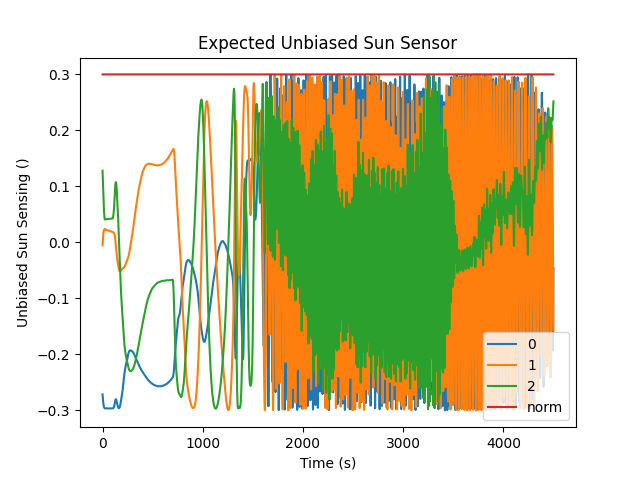 Expected Unbiased Sun Sensor
Unbiased Sun Sensing ()
0.3
0.2
0.1
0.0
−0.1
−0.2
−0.3
0
1
2
norm
0 1000 2000 3000 4000
Time (s)